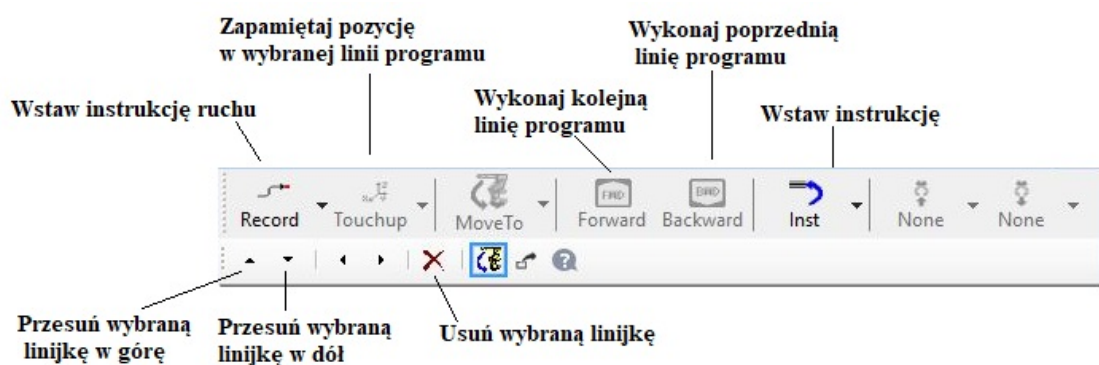 Zapamiętaj pozycję
w wybranej linii programu
Wykonaj poprzednią
linię programu
Wstaw instrukcję ruchu
Wykonaj kolejną
linię programu
Wstaw instrukcję
FWD
BWD
Record
Touchup
MoveTo
Forward
Backward
Inst
None
None
Przesuń wybraną
linijkę w górę
Przesuń wybraną
linijkę w dół
Usuń wybraną linijkę